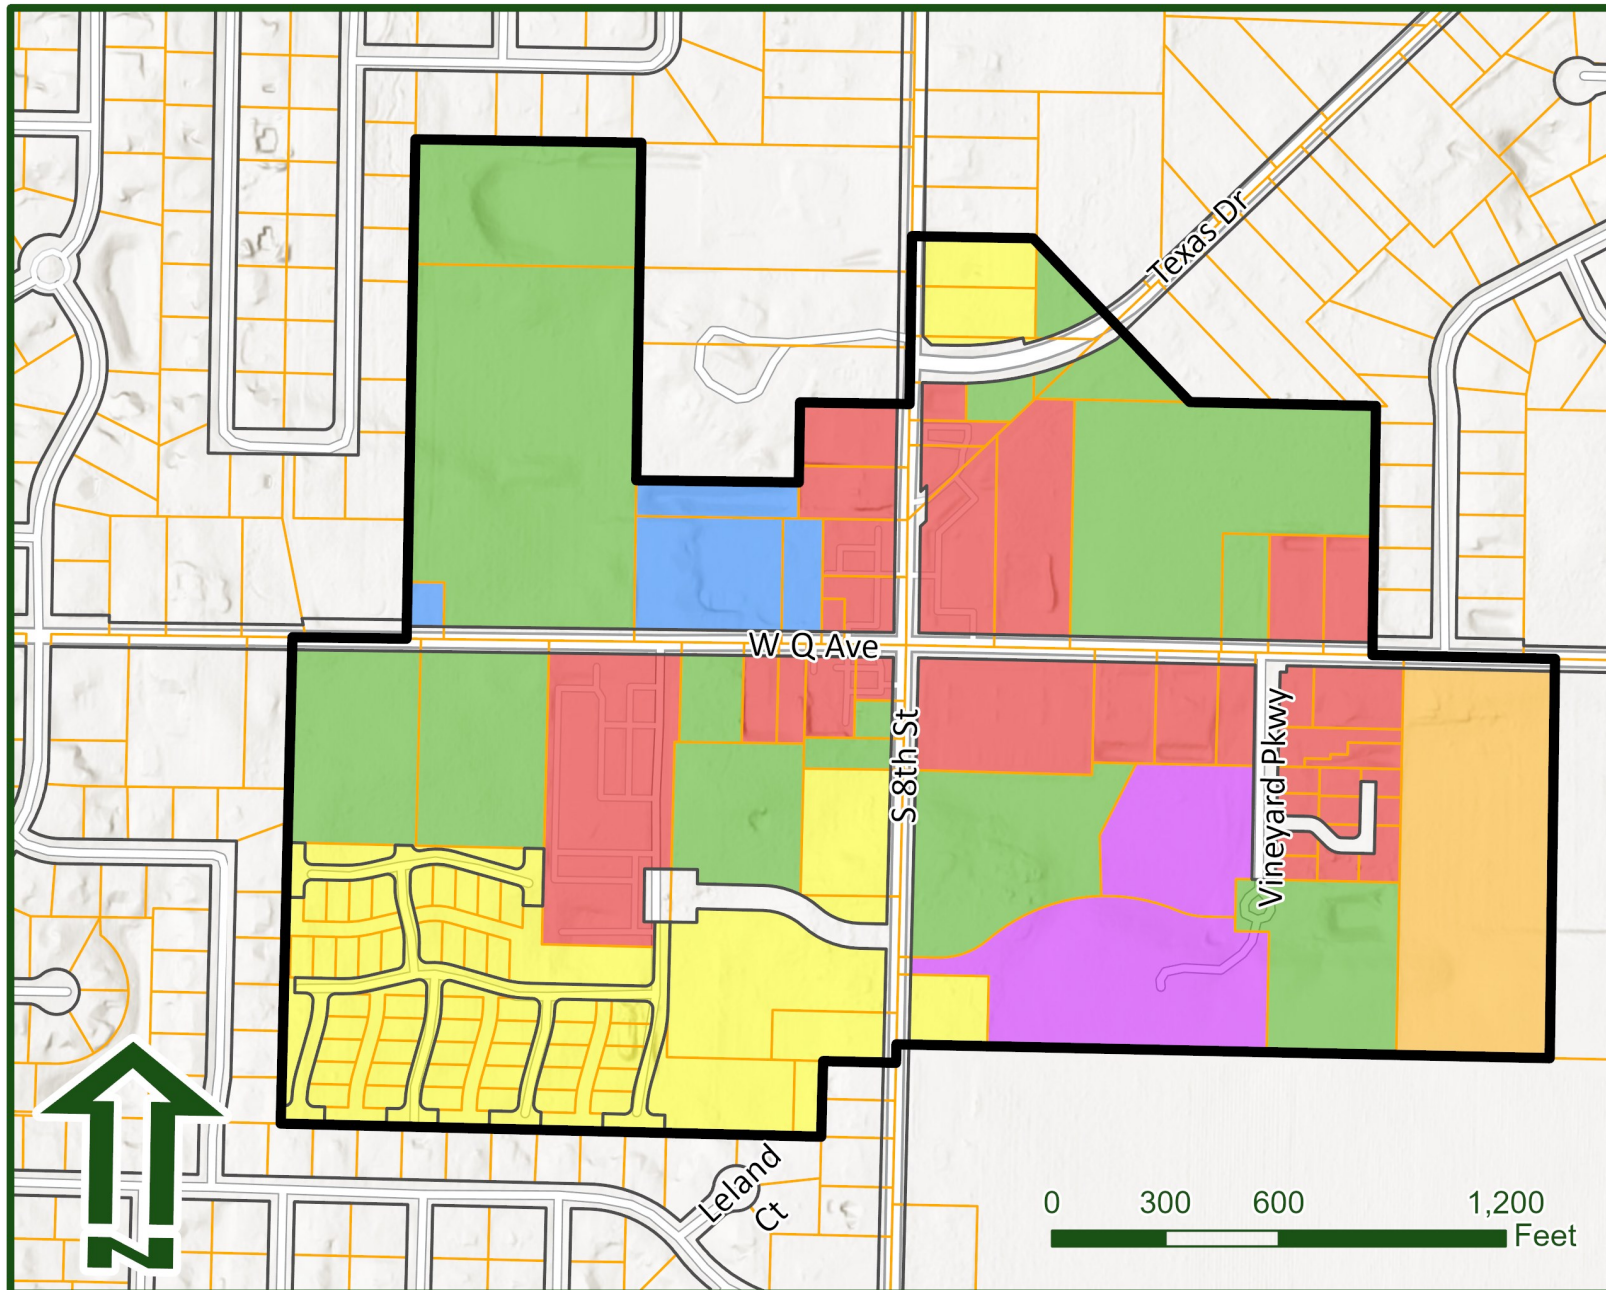 Texas Dr
W Q Ave
S 8th St
Vineyard Pkwy
Leland
Ct
0 300 600 1,200
Feet
N